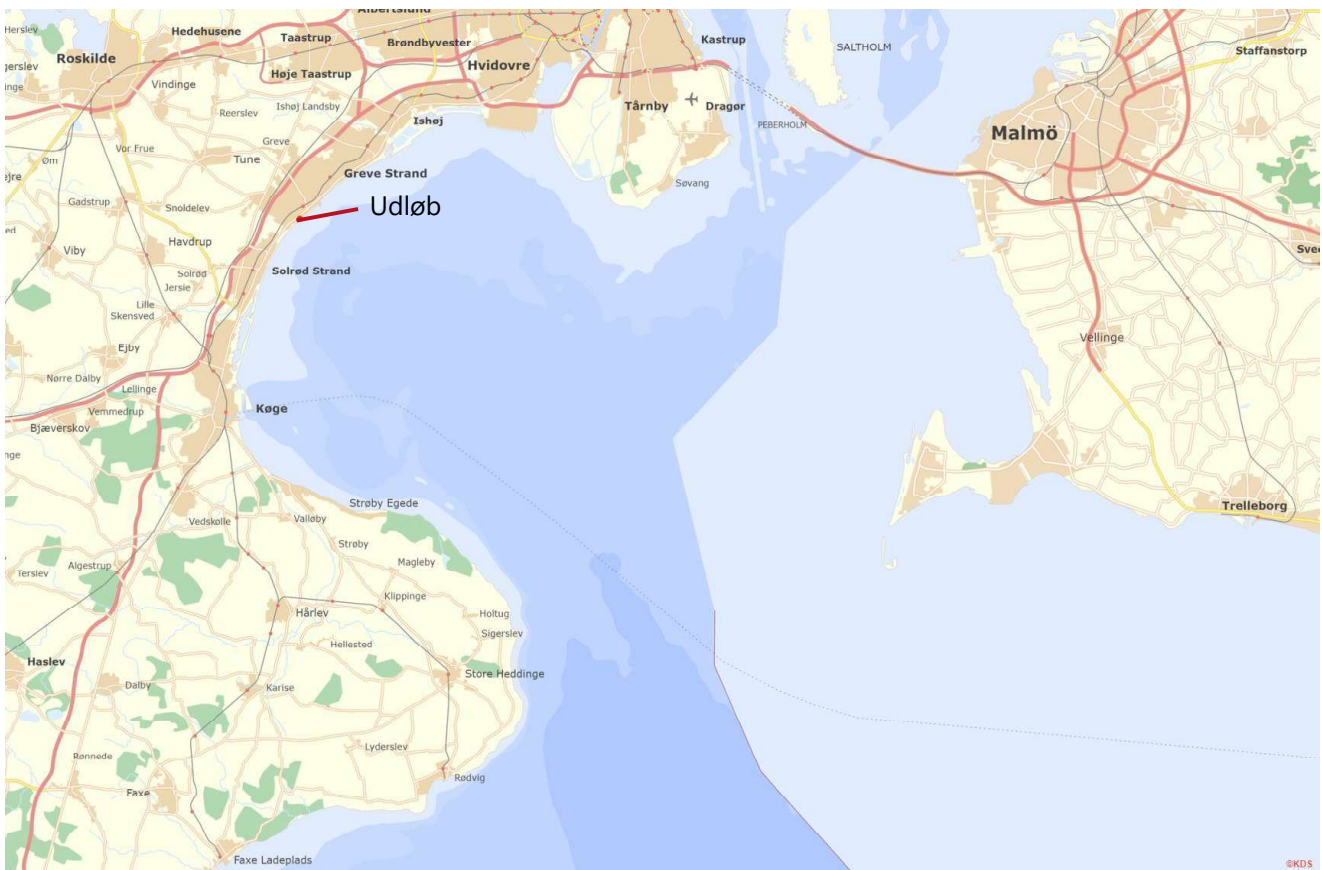 Albertslund
Herslev
Hedehusene
Taastrup
Brøndbyvester
Kastrup
SALTHOLM
Staffanstorp
Roskilde
Hvidovre
Høje Taastrup
Vindinge
Ishøj Landsby
Reerslev
Tårnby
Dragør
Ishøj
PEBERHOLM
Malmö
Greve
Vor Frue
Tune
Greve Strand
Søvang
Gadstrup
Snoldelev
Udløb
Havdrup
Viby
Solrød
Solrød Strand
Jersie
Lille
Skensved
Ejby
Vellinge
Nørre Dalby
Lellinge
Køge
Vemmedrup
Bjæverskov
Strøby Egede
Vedskølle
Valløby
Trelleborg
Strøby
Algestrup
Magleby
Klippinge
Hårlev
Holtug
Sigerslev
Hellested
Haslev
Store Heddinge
Dalby
Karise
Lyderslev
Rønnede
Rødvig
Faxe
Faxe Ladeplads
©KDS